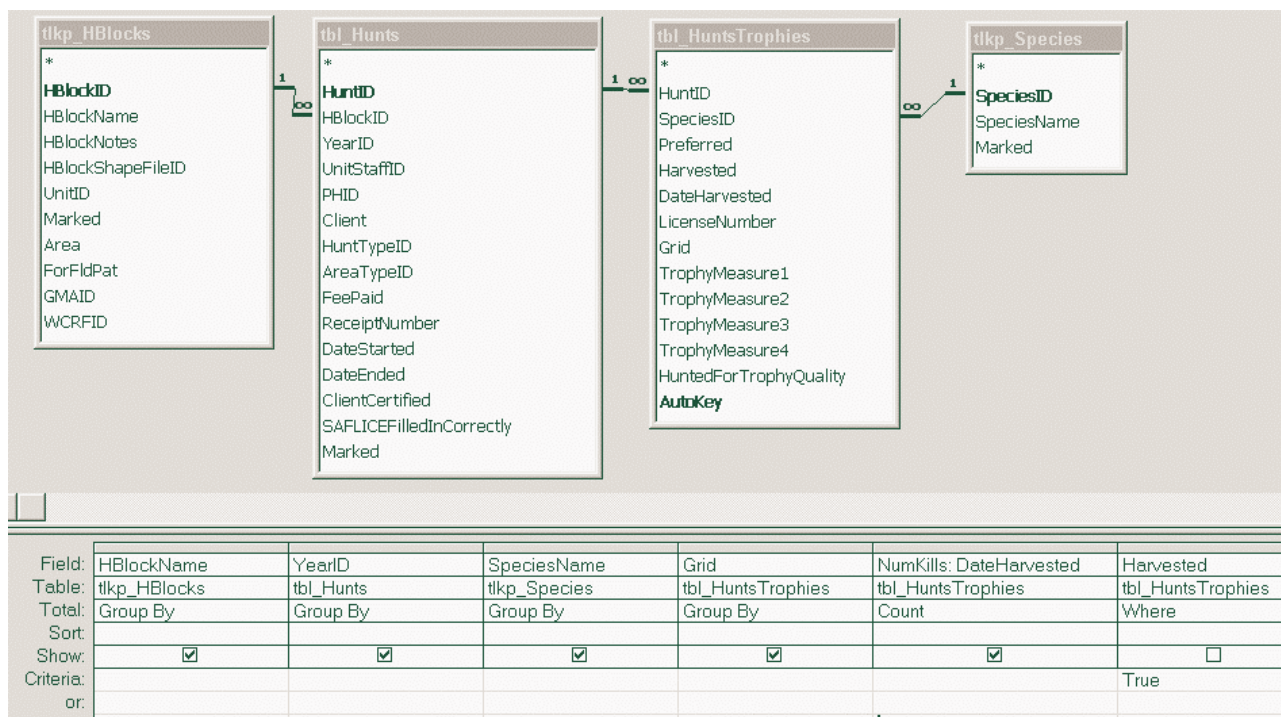 tlkp_HBlocks
*
HBlockID
HBlockName
HBlockNotes
HBlockShapeFileID
UnitID
Marked
Area
ForFldPat
GMAID
WCRFID
1
∞
tbl_Hunts
*
HuntID
HBlockID
YearID
UnitStaffID
PHID
Client
HuntTypeID
AreaTypeID
FeePaid
ReceiptNumber
DateStarted
DateEnded
ClientCertified
SAFLICEFilledInCorrectly
Marked
1 ∞
tbl_HuntsTrophies
*
HuntID
SpeciesID
Preferred
Harvested
DateHarvested
LicenseNumber
Grid
TrophyMeasure1
TrophyMeasure2
TrophyMeasure3
TrophyMeasure4
HuntedForTrophyQuality
AutoKey
∞
1
tlkp_Species
*
SpeciesID
SpeciesName
Marked
Field: HBlockName YearID SpeciesName Grid NumKills: DateHarvested Harvested
Table: tlkp_HBlocks tbl_Hunts tlkp_Species tbl_HuntsTrophies tbl_HuntsTrophies tbl_HuntsTrophies
Total: Group By Group By Group By Group By Count Where
Sort:
Show:
Criteria: True
or: